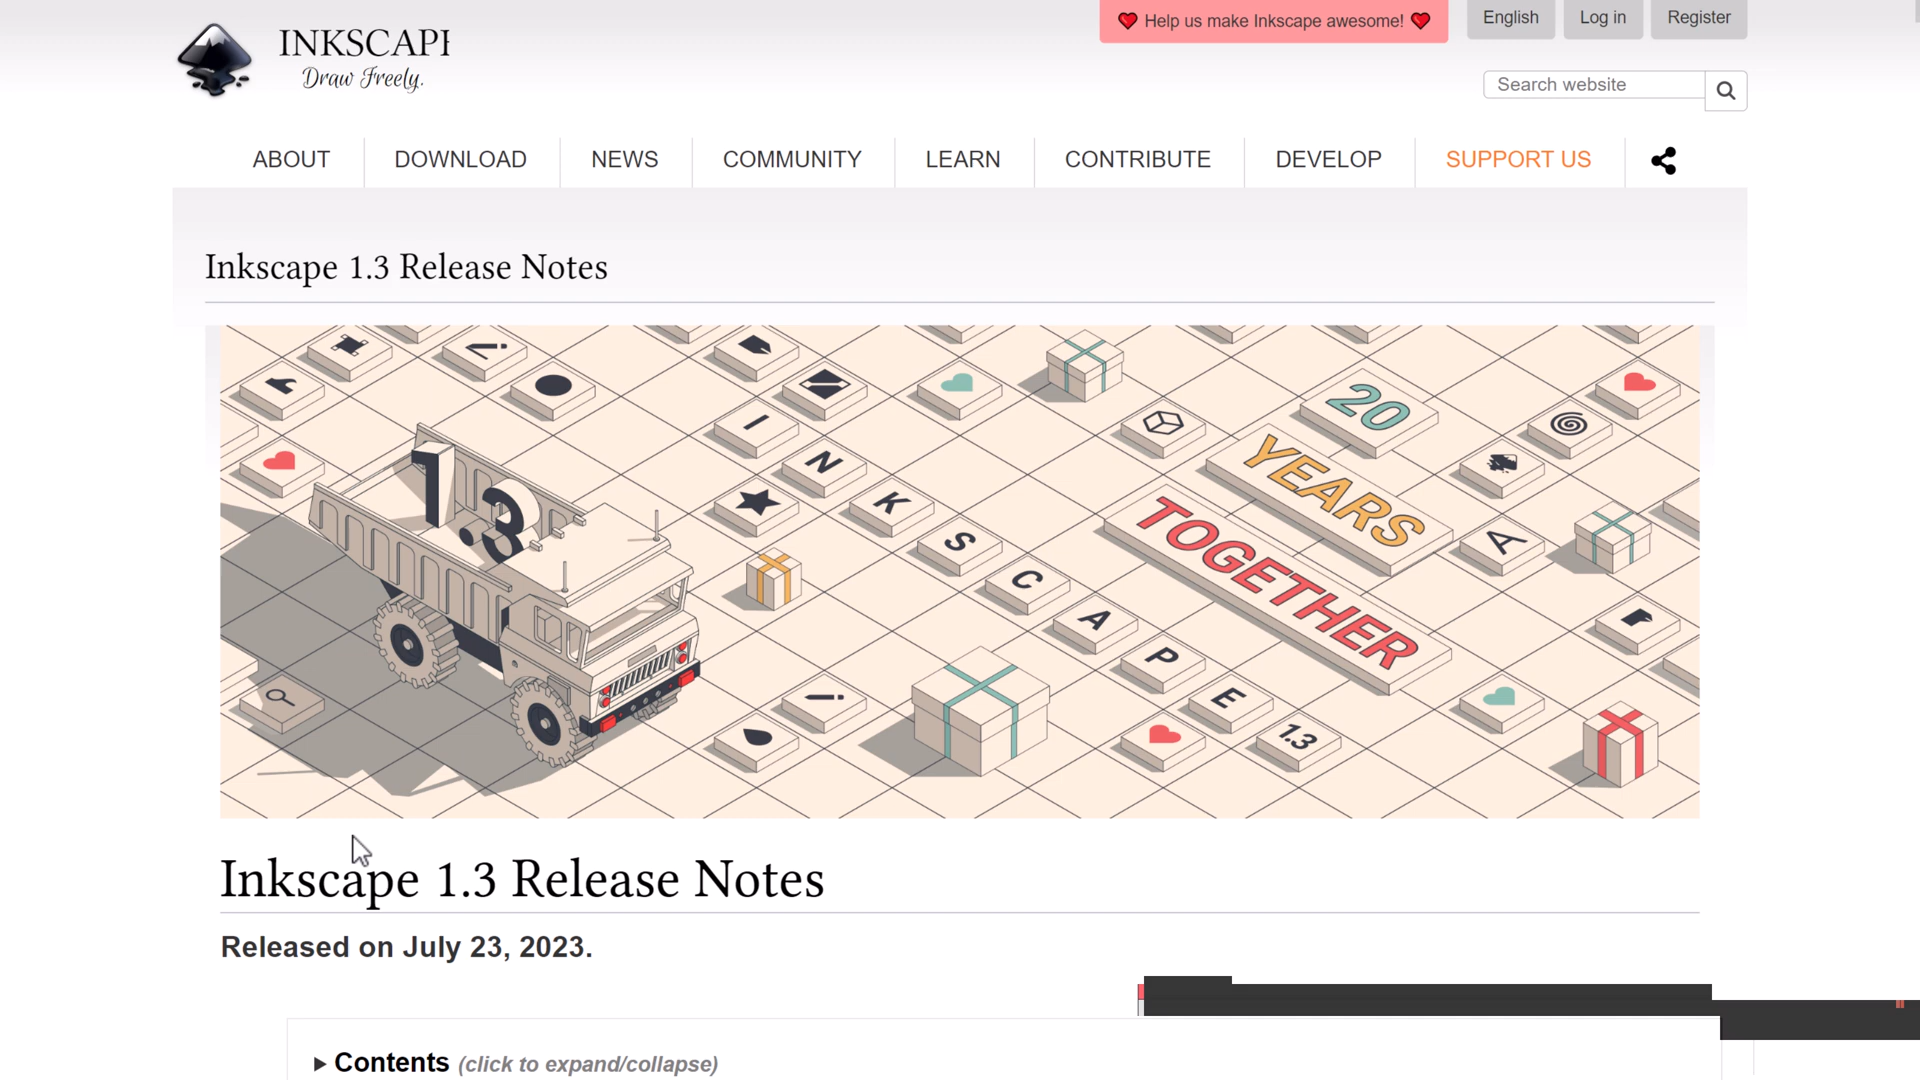 ❤ Help us make Inkscape awesome! ❤
English
Log in
Register
INKSCAPE
Draw Freely.
Search website
ABOUT
DOWNLOAD
NEWS
COMMUNITY
LEARN
CONTRIBUTE
DEVELOP
SUPPORT US
Inkscape 1.3 Release Notes
1.3
INKSCAPE
1.3
20
YEARS
TOGETHER
A
Inkscape 1.3 Release Notes
Released on July 23, 2023.
Contents (click to expand/collapse)